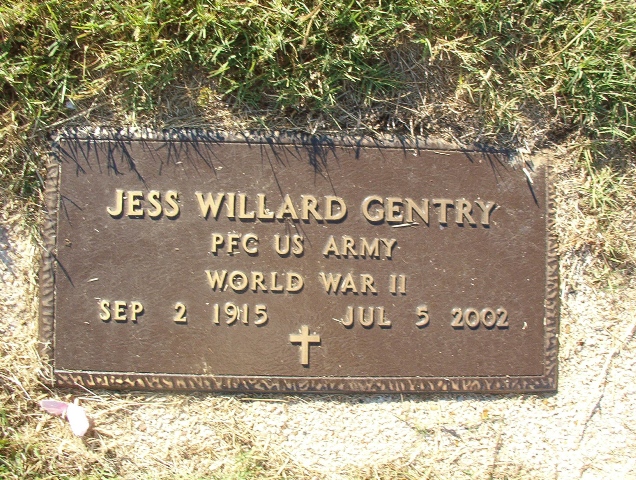 JESS WILLARD GENTRY
PFC US ARMY
WORLD WAR II
SEP 2 1915 JUL 5 2002